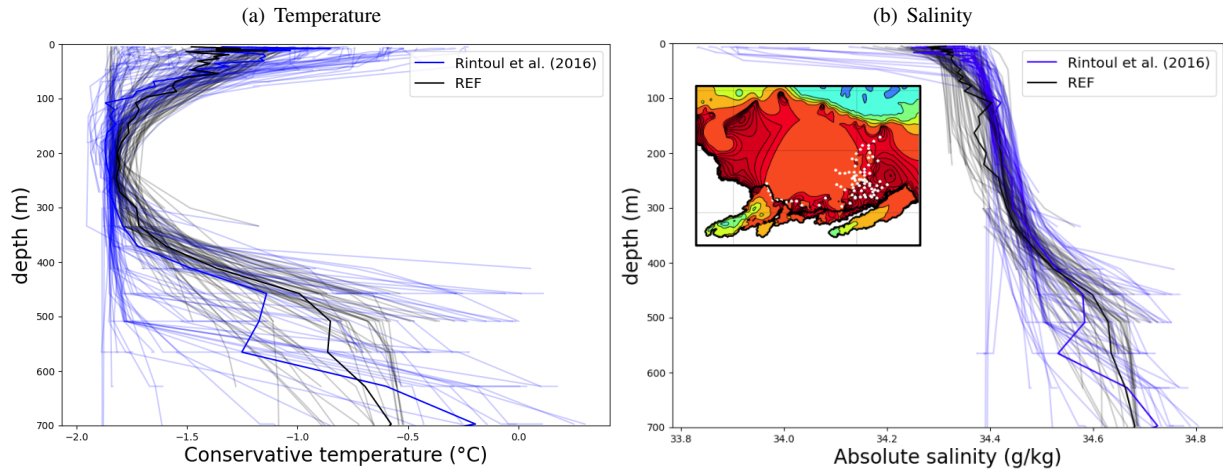 (a) Temperature
0
100
200
300
400
500
600
700
depth (m)
−2.0 −1.5 −1.0 −0.5 0.0
Conservative temperature (°C)
Rintoul et al. (2016)
REF
(b) Salinity
0
100
200
300
400
500
600
700
depth (m)
33.8 34.0 34.2 34.4 34.6 34.8
Absolute salinity (g/kg)
Rintoul et al. (2016)
REF